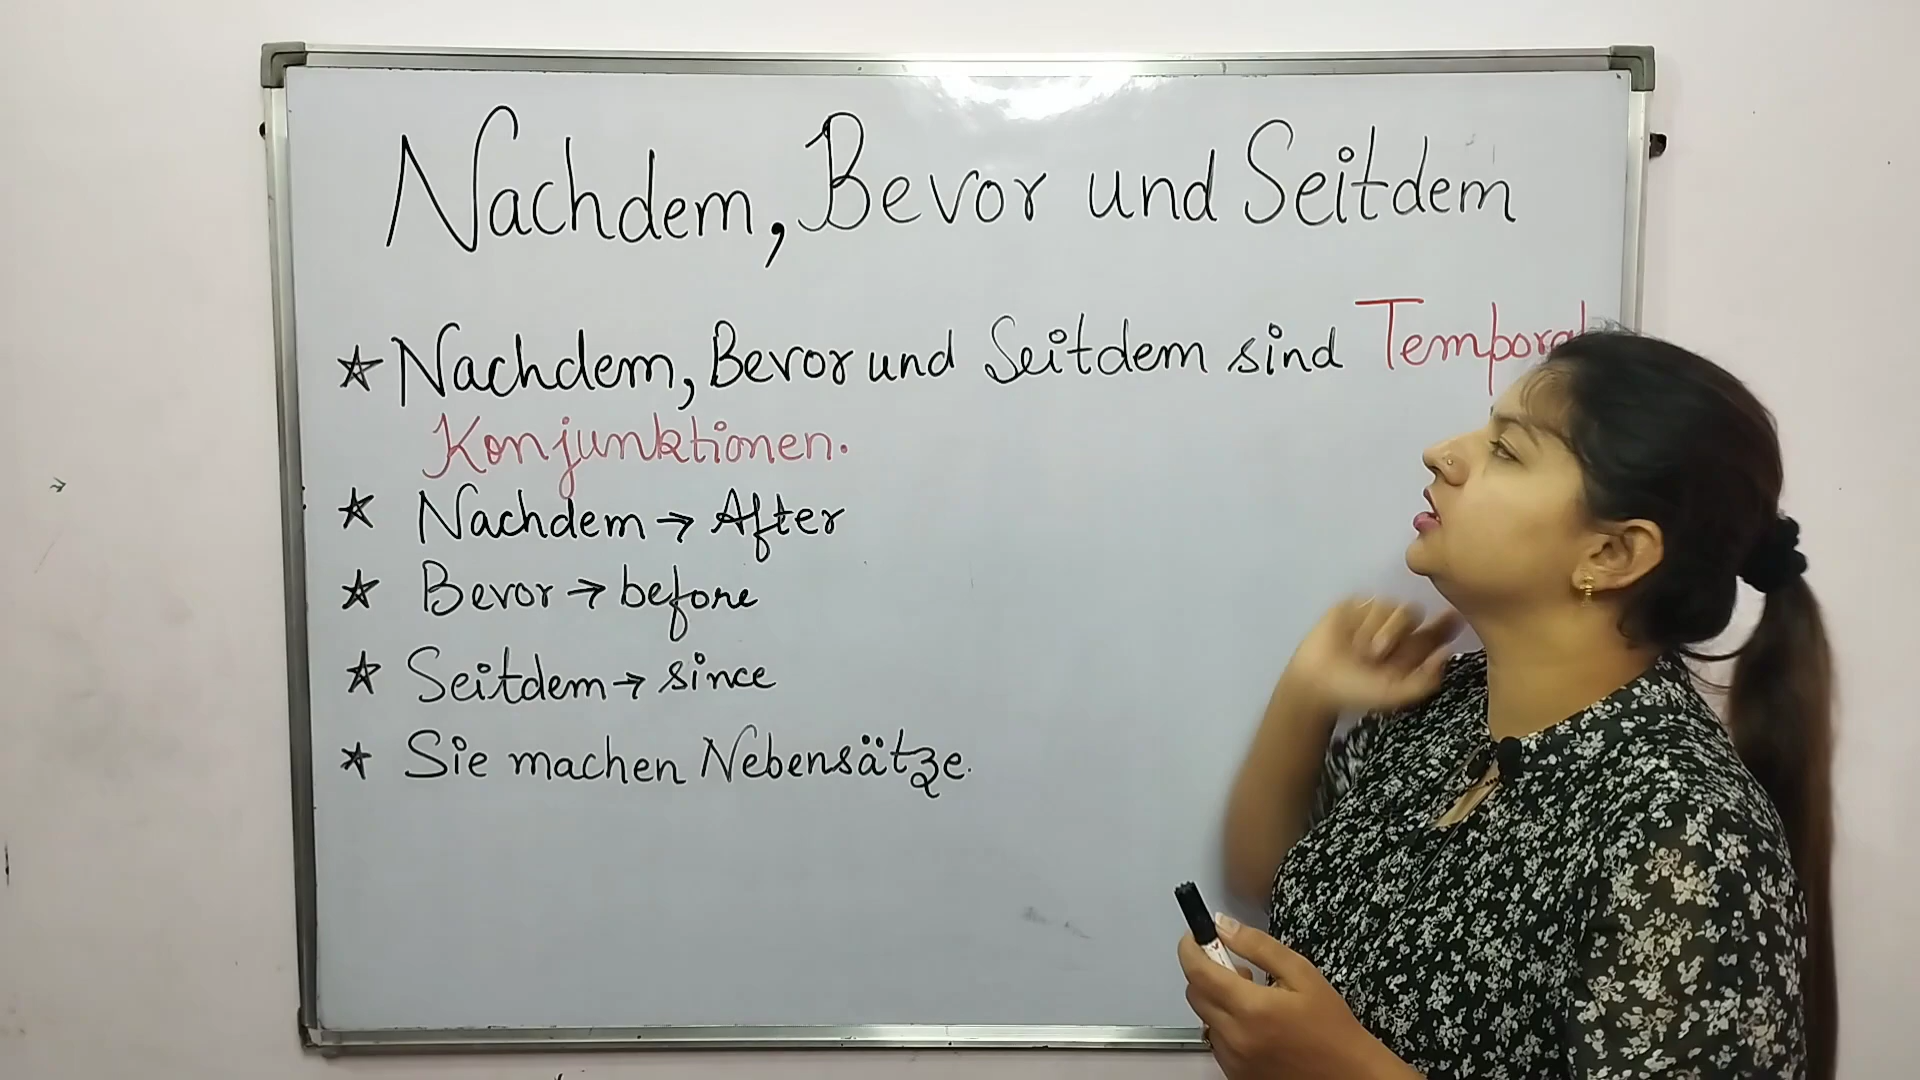 Nachdem, Bevor und Seitdem
★ Nachdem, Bevor und Seitdem sind Temporal
Konjunktionen.
★ Nachdem → After
★ Bevor → before
★ Seitdem → since
★ Sie machen Nebensätze.